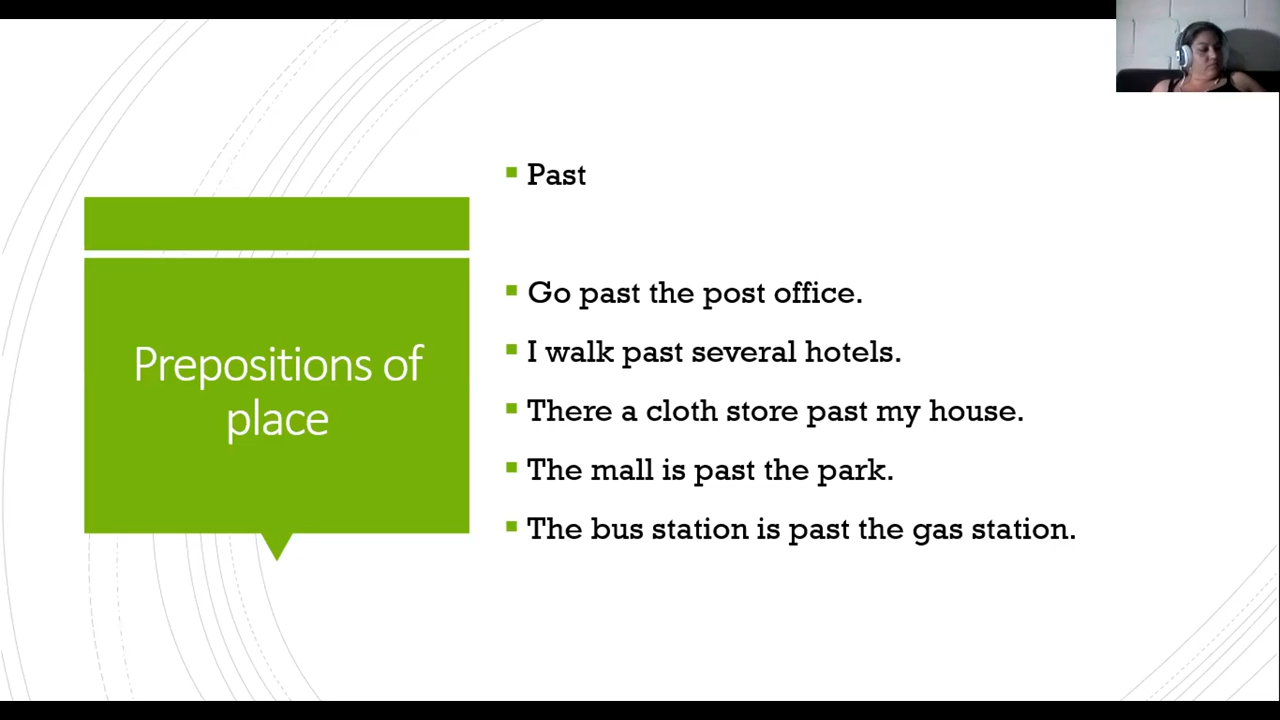 Prepositions of
place
Past
Go past the post office.
I walk past several hotels.
There a cloth store past my house.
The mall is past the park.
The bus station is past the gas station.